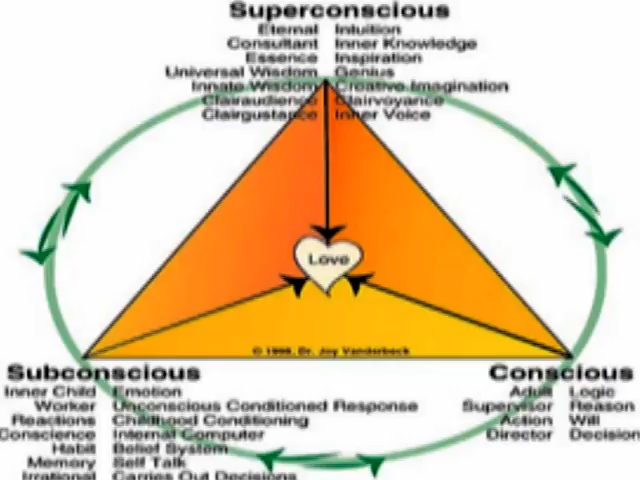 Superconscious
Eternal Intuition
Consultant Inner Knowledge
Essence Inspiration
Universal Wisdom Genius
Innate Wisdom Creative Imagination
Clairaudience Clairvoyance
Clairgustance Inner Voice
Love
© 1998, Dr. Joy Vanderbeck
Subconscious
Inner Child Emotion
Worker Unconscious Conditioned Response
Reactions Childhood Conditioning
Conscience Internal Computer
Habit Belief System
Memory Self Talk
Irrational Carries Out Decisions
Conscious
Adult Logic
Supervisor Reason
Action Will
Director Decision